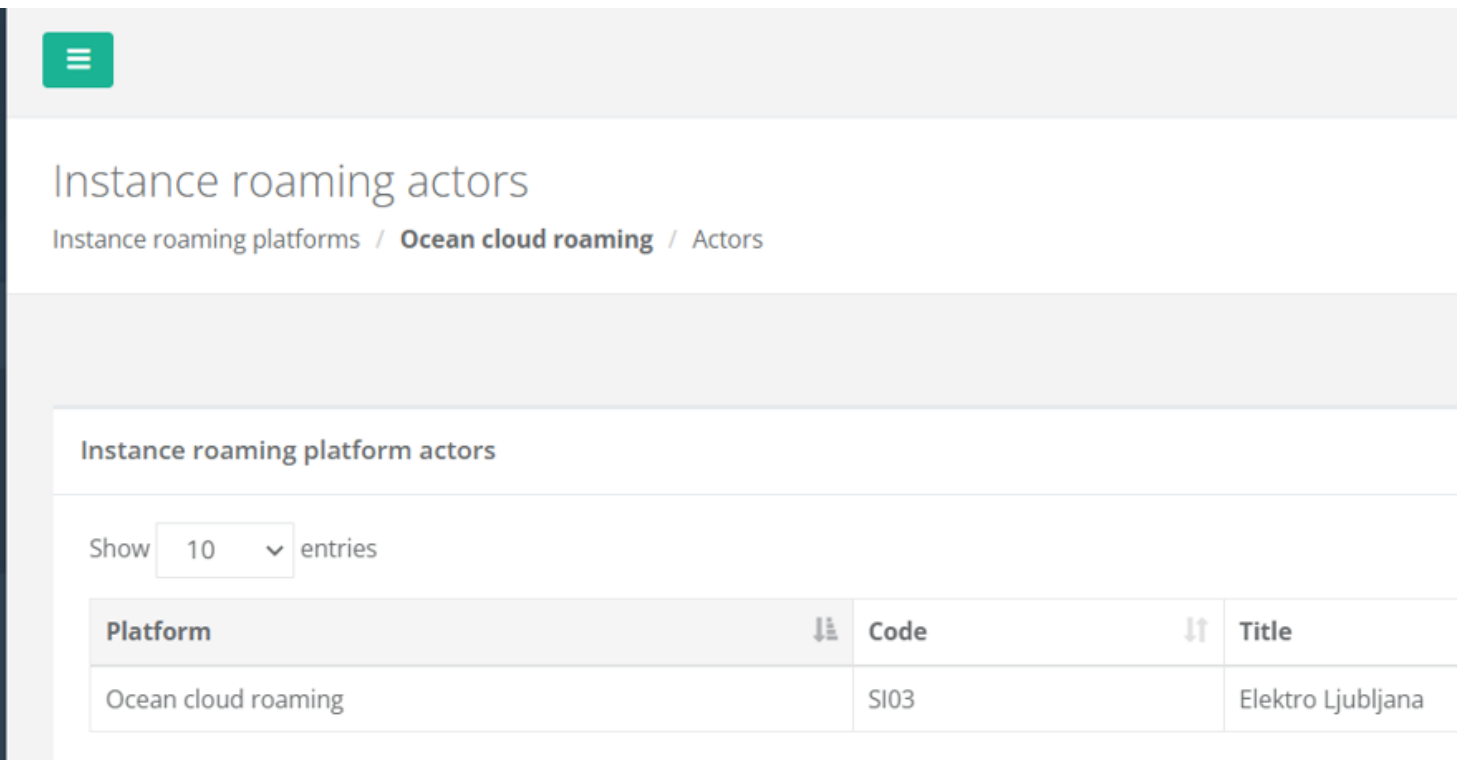 Instance roaming actors
Instance roaming platforms / Ocean cloud roaming / Actors
Instance roaming platform actors
Show 10 entries
Platform Code Title
Ocean cloud roaming SI03 Elektro Ljubljana